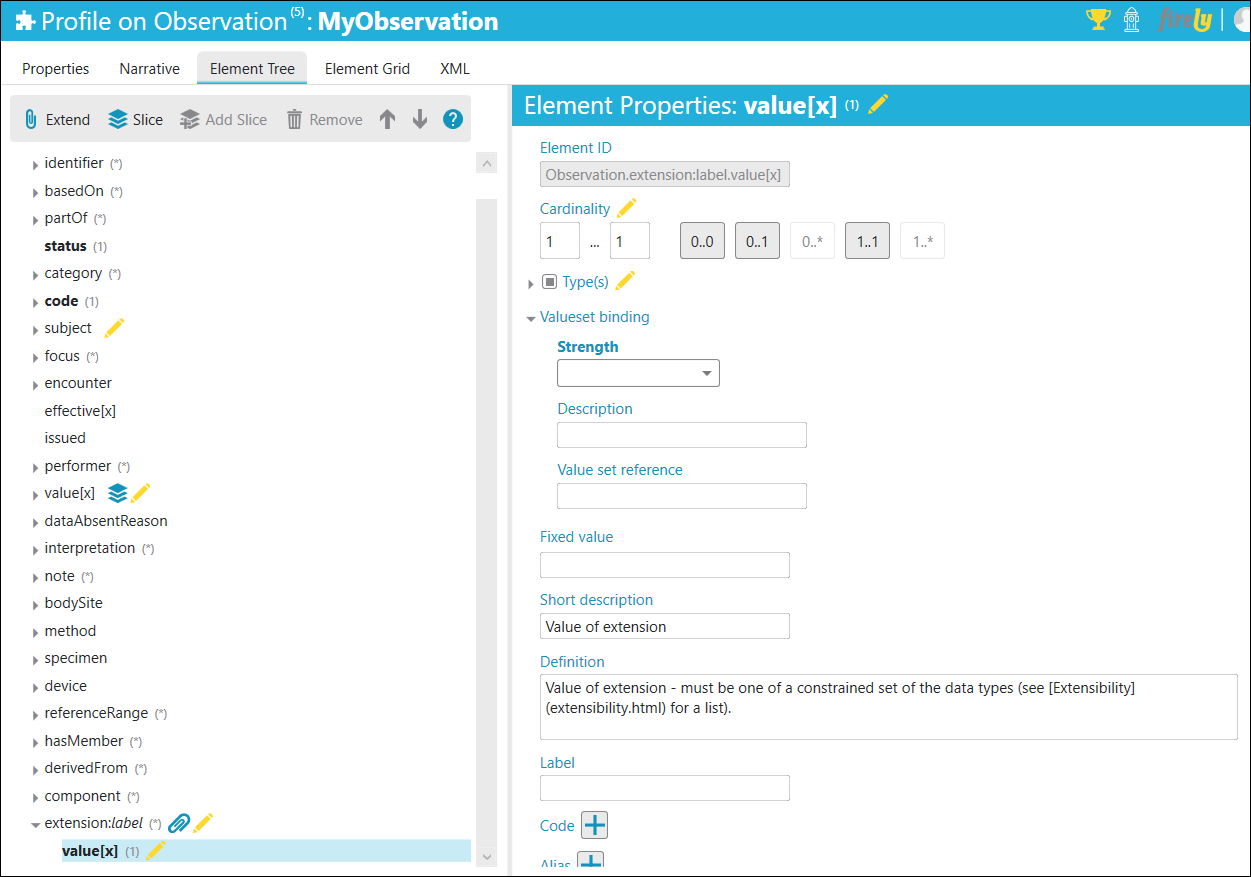 Profile on Observation (5) : MyObservation
firely
Properties Narrative Element Tree Element Grid XML
Extend Slice Add Slice Remove ?
identifier (*)
basedOn (*)
partOf (*)
status (1)
category (*)
code (1)
subject
focus (*)
encounter
effective[x]
issued
performer (*)
value[x]
dataAbsentReason
interpretation (*)
note (*)
bodySite
method
specimen
device
referenceRange (*)
hasMember (*)
derivedFrom (*)
component (*)
extension:label (*)
value[x] (1)
Element Properties: value[x] (1)
Element ID
Observation.extension:label.value[x]
Cardinality
1 ... 1 0..0 0..1 0..* 1..1 1..*
Type(s)
Valueset binding
Strength
Description
Value set reference
Fixed value
Short description
Value of extension
Definition
Value of extension - must be one of a constrained set of the data types (see [Extensibility]
(extensibility.html) for a list).
Label
Code
Alias